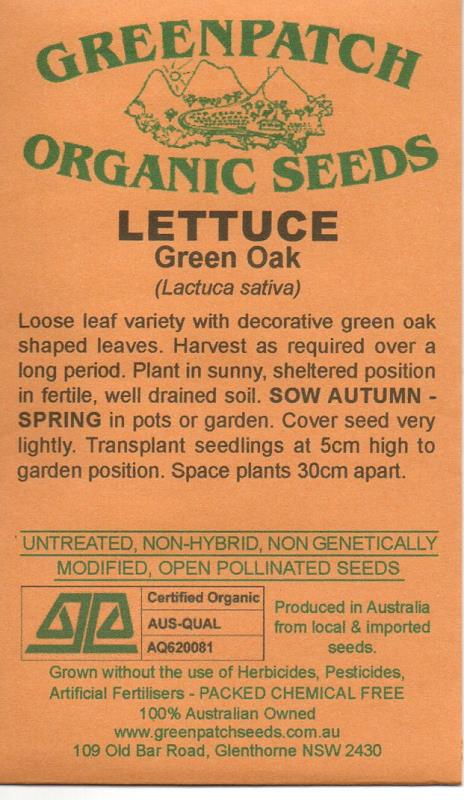 GREENPATCH
ORGANIC SEEDS
LETTUCE
Green Oak
(Lactuca sativa)
Loose leaf variety with decorative green oak
shaped leaves. Harvest as required over a
long period. Plant in sunny, sheltered position
in fertile, well drained soil. SOW AUTUMN -
SPRING in pots or garden. Cover seed very
lightly. Transplant seedlings at 5cm high to
garden position. Space plants 30cm apart.
UNTREATED, NON-HYBRID, NON GENETICALLY
MODIFIED, OPEN POLLINATED SEEDS
Certified Organic
AUS-QUAL
AQ620081
Produced in Australia
from local & imported
seeds.
Grown without the use of Herbicides, Pesticides,
Artificial Fertilisers - PACKED CHEMICAL FREE
100% Australian Owned
www.greenpatchseeds.com.au
109 Old Bar Road, Glenthorne NSW 2430